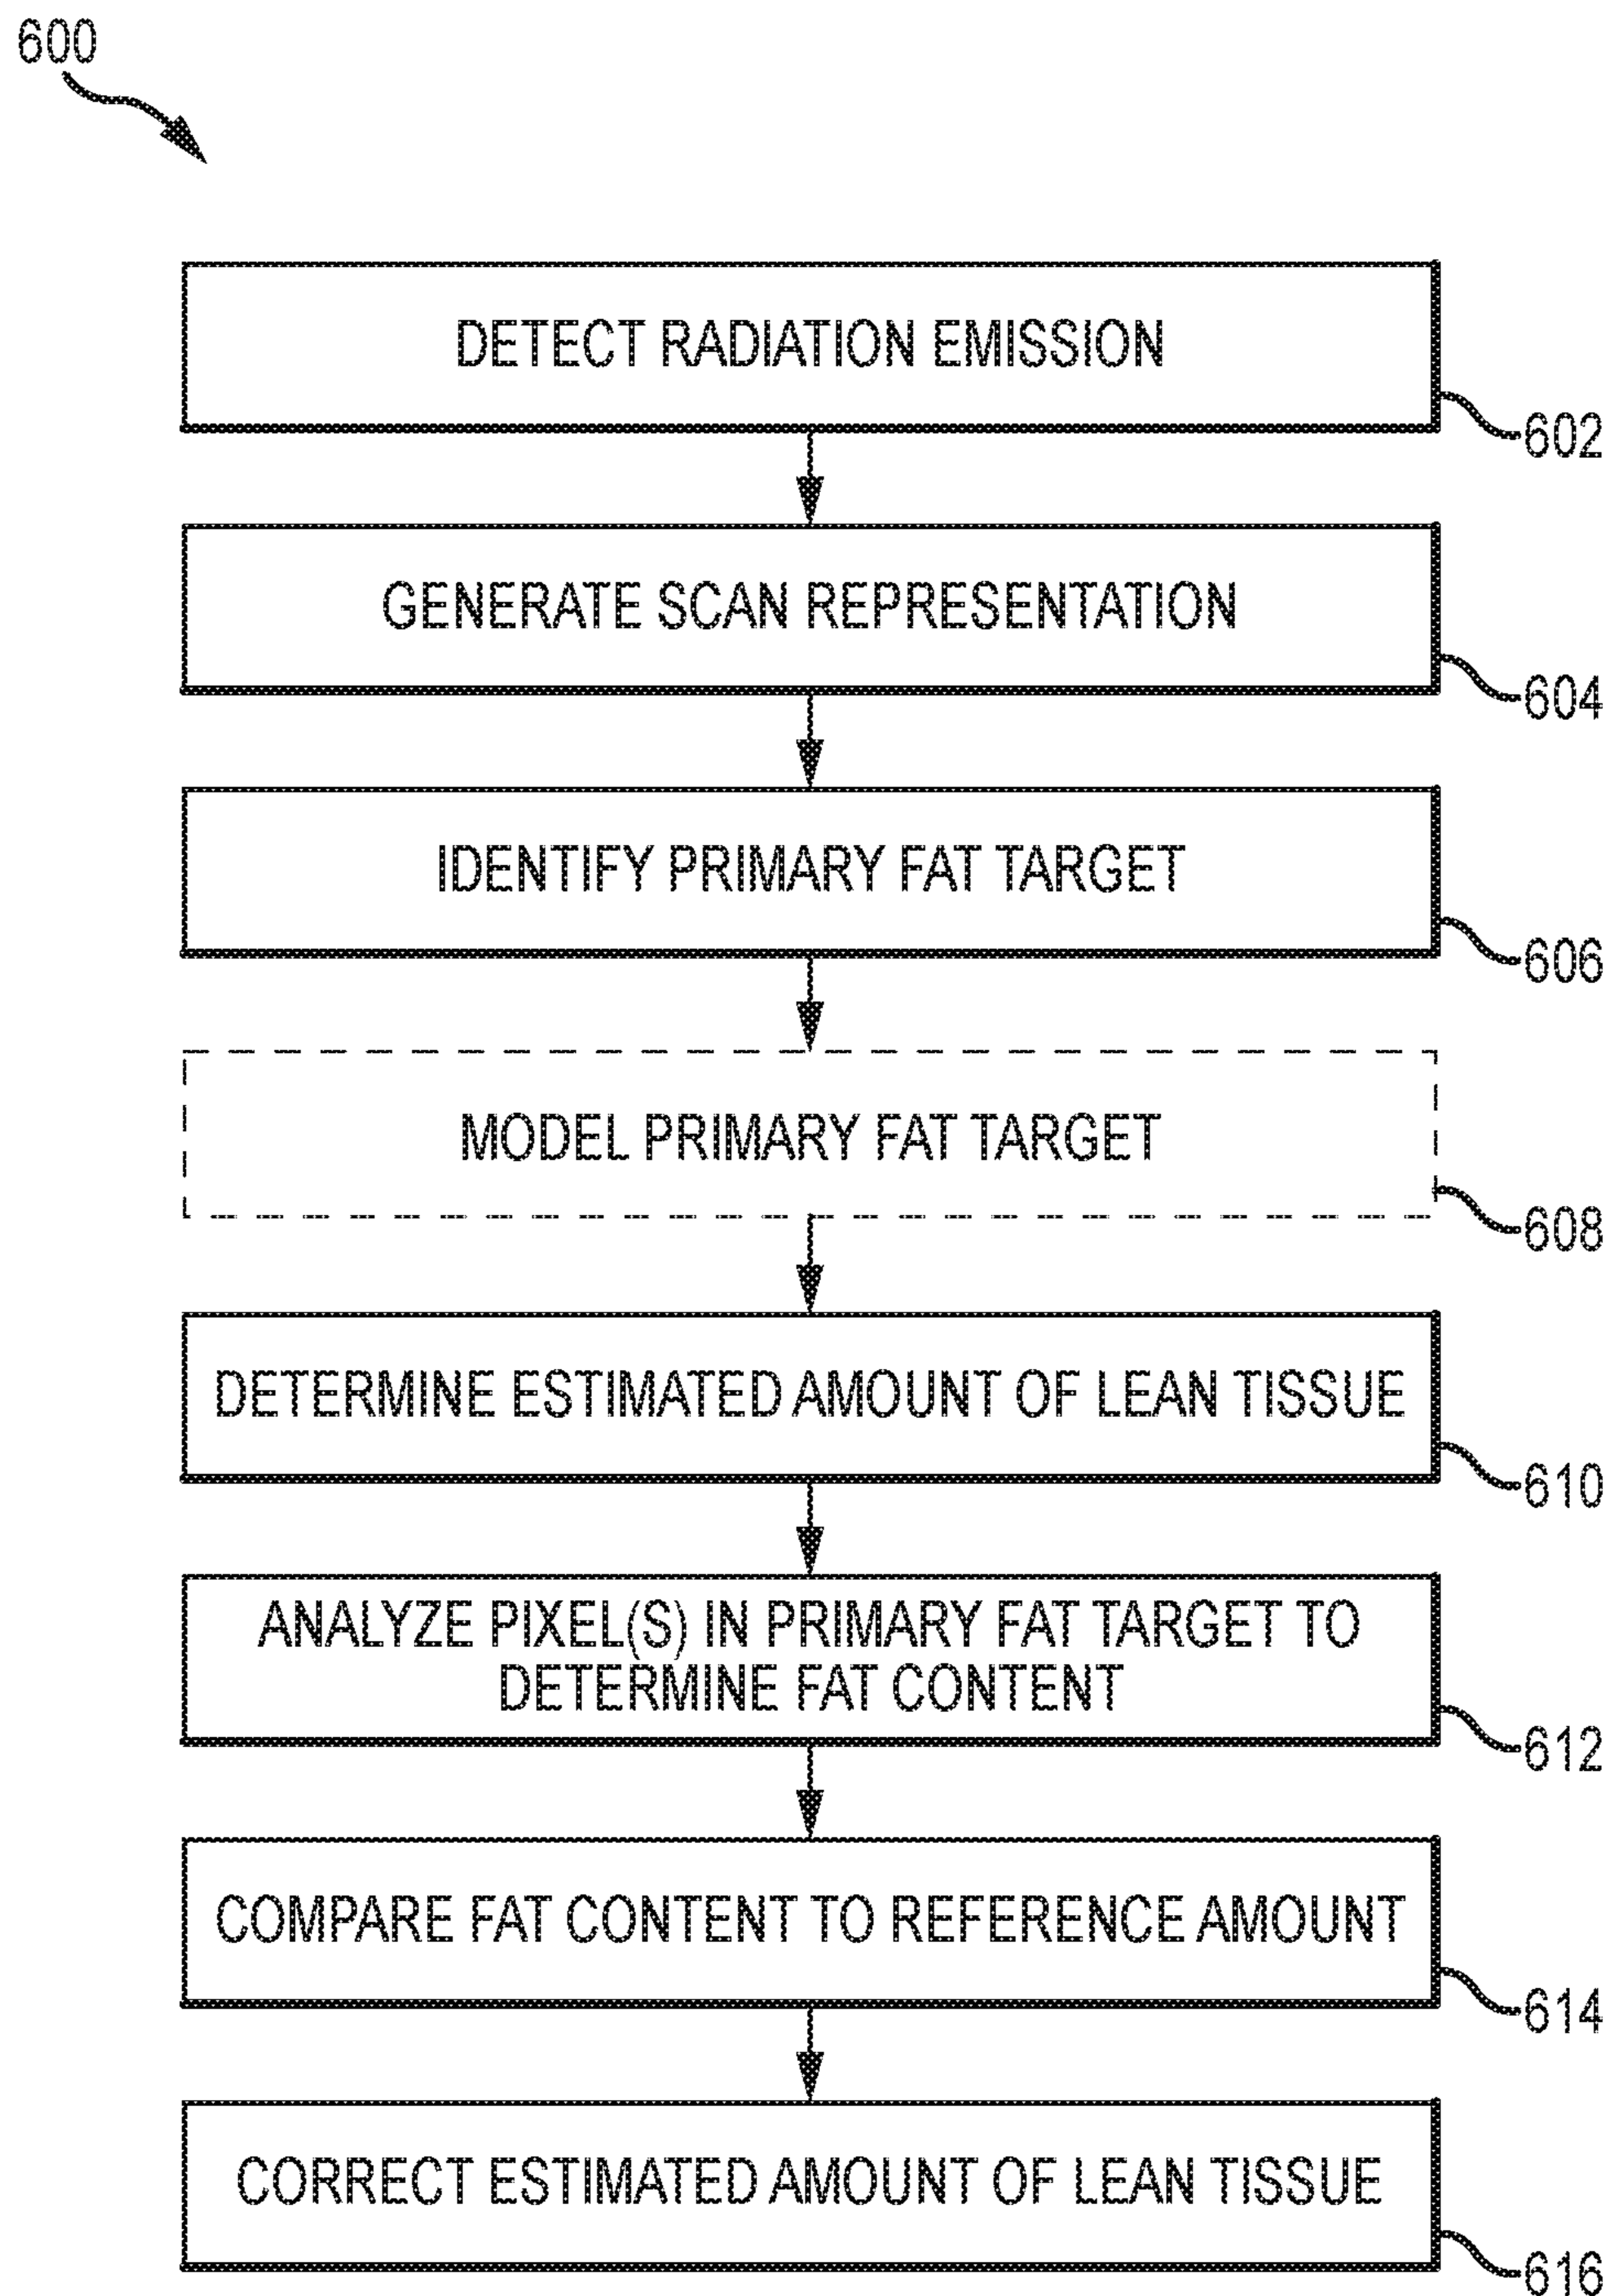 600
DETECT RADIATION EMISSION
602
GENERATE SCAN REPRESENTATION
604
IDENTIFY PRIMARY FAT TARGET
606
MODEL PRIMARY FAT TARGET
608
DETERMINE ESTIMATED AMOUNT OF LEAN TISSUE
610
ANALYZE PIXEL(S) IN PRIMARY FAT TARGET TO
DETERMINE FAT CONTENT
612
COMPARE FAT CONTENT TO REFERENCE AMOUNT
614
CORRECT ESTIMATED AMOUNT OF LEAN TISSUE
616